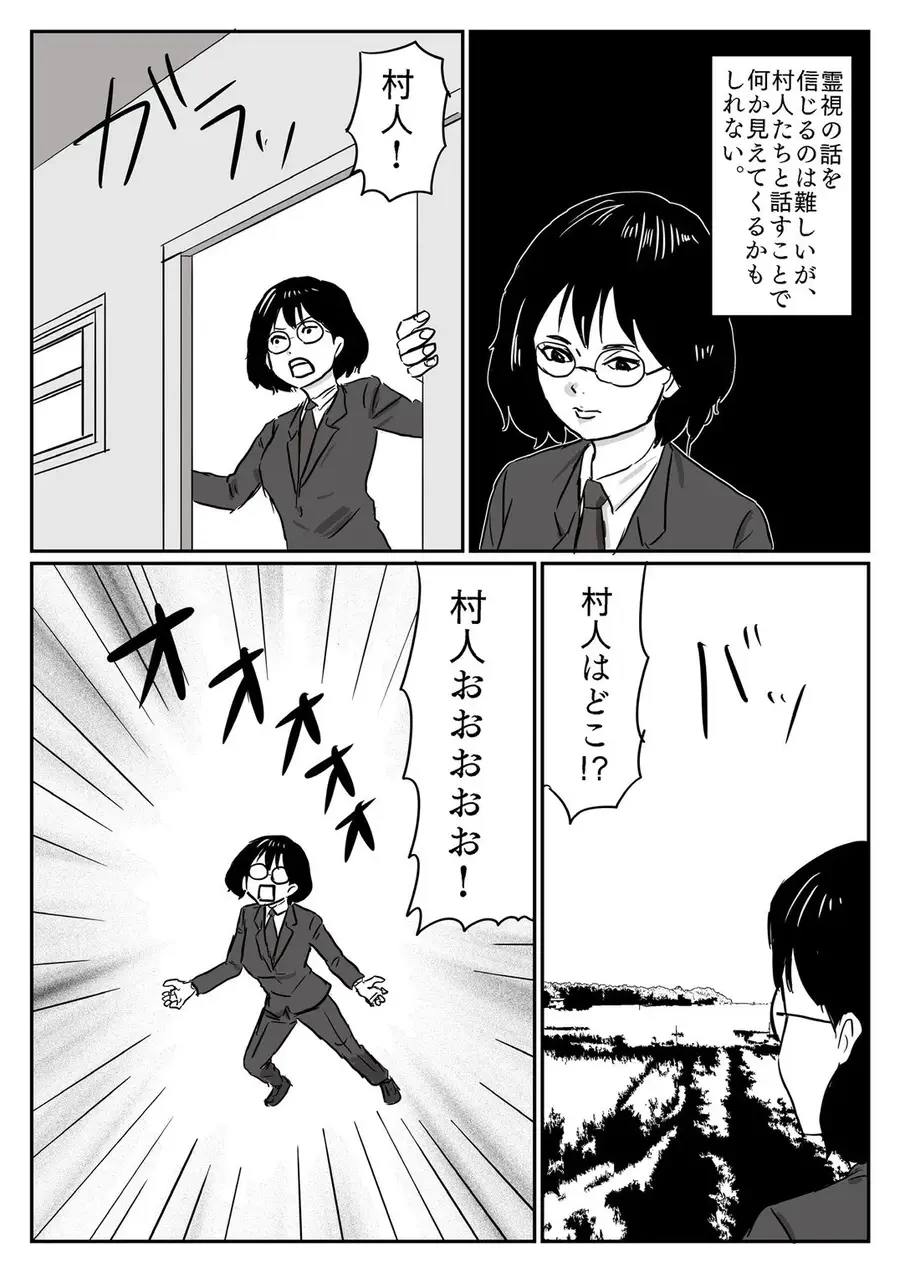 霊視の話を
信じるのは難しいが、
村人たちと話すことで
何か見えてくるかも
しれない。
村人！
ガラッ
バッ
村人はどこ!?
村人おおおおお！
オオオオオ